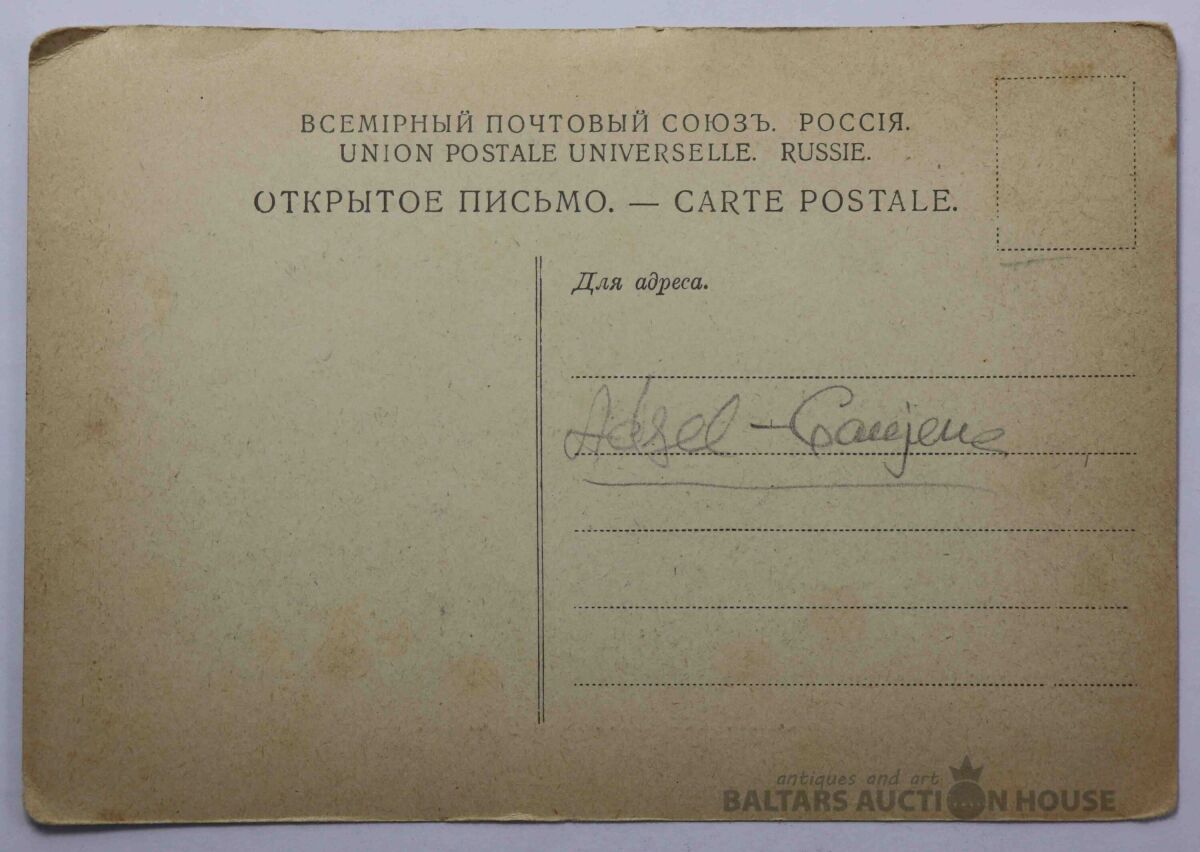 ВСЕМІРНЫЙ ПОЧТОВЫЙ СОЮЗЪ. РОССІЯ.
UNION POSTALE UNIVERSELLE. RUSSIE.
ОТКРЫТОЕ ПИСЬМО. — CARTE POSTALE.
Для адреса.
antiques and art
BALTARS AUCTION HOUSE